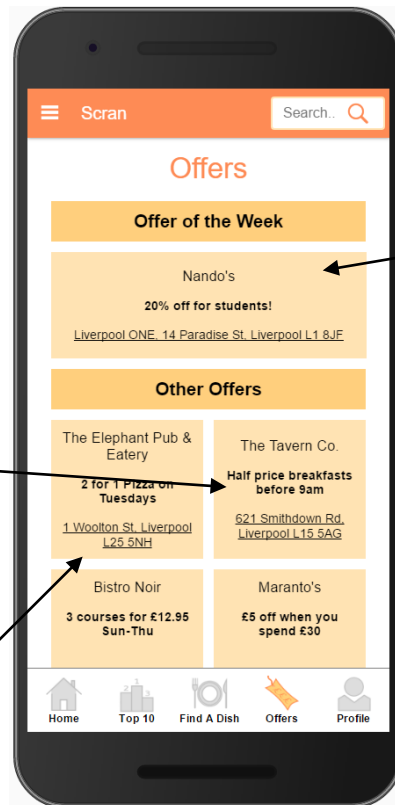 Scran
Search..
Offers
Offer of the Week
Nando's
20% off for students!
Liverpool ONE, 14 Paradise St, Liverpool L1 8JF
Other Offers
The Elephant Pub &
Eatery
2 for 1 Pizza on
Tuesdays
1 Woolton St, Liverpool
L25 5NH
The Tavern Co.
Half price breakfasts
before 9am
621 Smithdown Rd,
Liverpool L15 5AG
Bistro Noir
3 courses for £12.95
Sun-Thu
Maranto's
£5 off when you
spend £30
2 1 3
Home
Top 10
Find A Dish
Offers
Profile